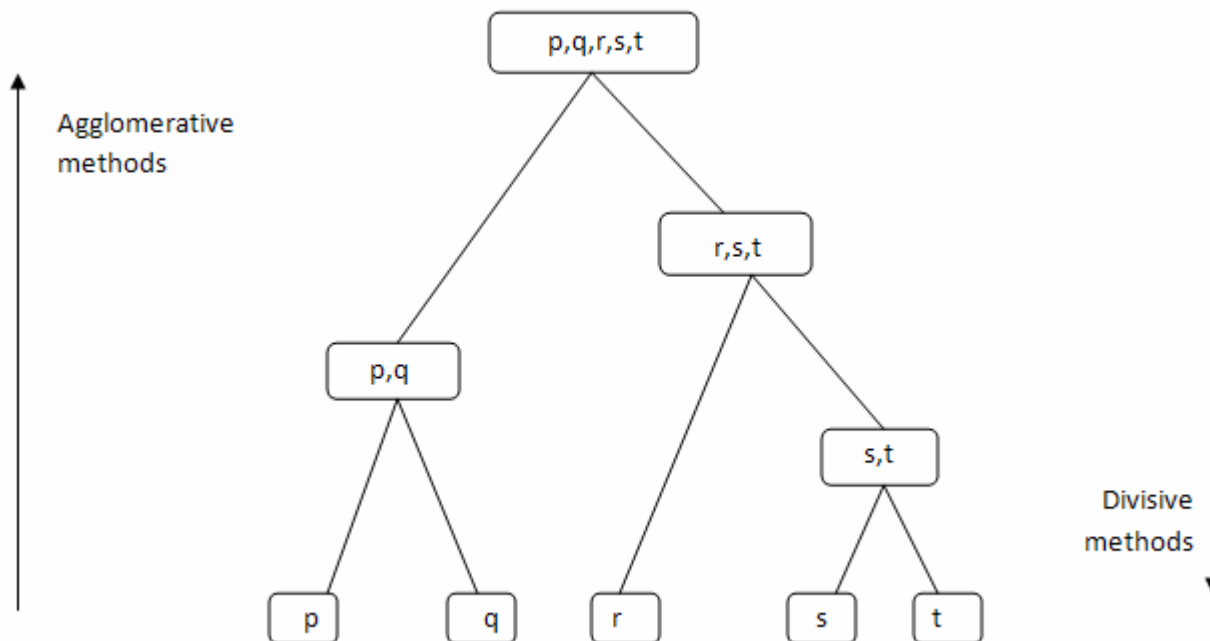 p,q,r,s,t
Agglomerative
methods
r,s,t
p,q
s,t
Divisive
methods
p
q
r
s
t